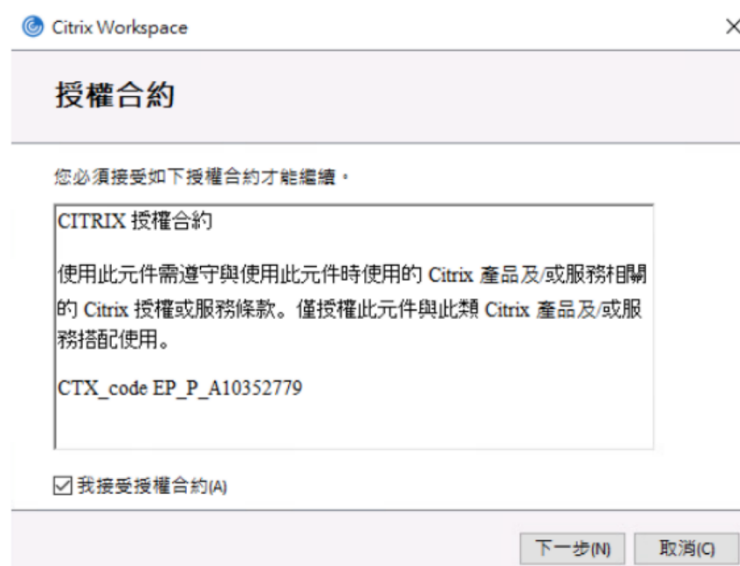 Citrix Workspace
授權合約
您必須接受如下授權合約才能繼續。
CITRIX 授權合約
使用此元件需遵守與使用此元件時使用的 Citrix 產品及/或服務相關
的 Citrix 授權或服務條款。僅授權此元件與此類 Citrix 產品及/或服
務搭配使用。
CTX_code EP_P_A10352779
我接受授權合約(A)
下一步(N) 取消(C)